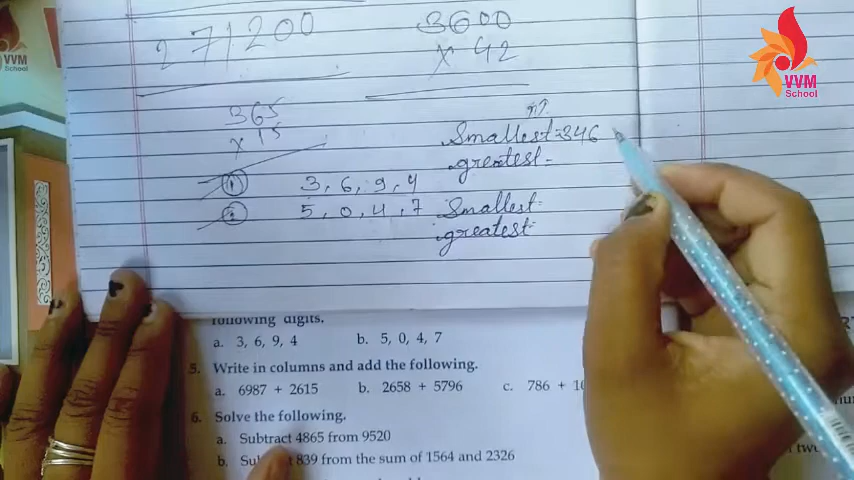 271200
3600
x 42
365
x 15
n?.
Smallest=346
greatest=
1 3, 6, 9, 4
2 5, 0, 4, 7 Smallest=
greatest=
following digits.
a. 3, 6, 9, 4 b. 5, 0, 4, 7
5. Write in columns and add the following.
a. 6987 + 2615 b. 2658 + 5796 c. 786 + 10
6. Solve the following.
a. Subtract 4865 from 9520
b. 839 from the sum of 1564 and 2326
VVM
School
VVM
School